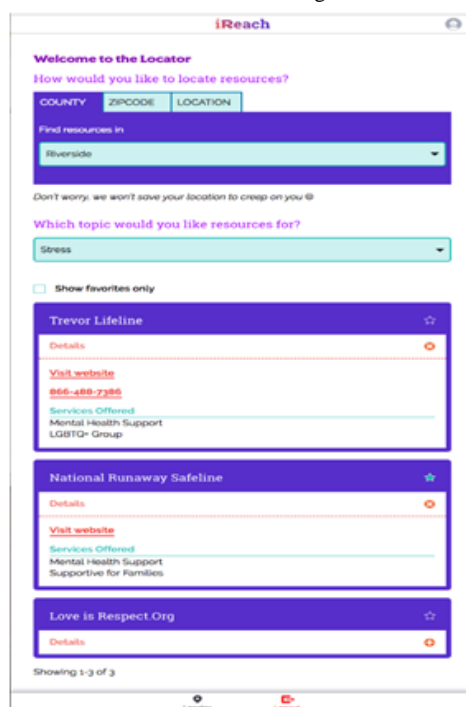 iReach
Welcome to the Locator
How would you like to locate resources?
COUNTY ZIPCODE LOCATION
Find resources in
Riverside
Don't worry, we won't save your location to creep on you
Which topic would you like resources for?
Stress
Show favorites only
Trevor Lifeline
Details
Visit website
866-488-7386
Services Offered
Mental Health Support
LGBTQ+ Group
National Runaway Safeline
Details
Visit website
Services Offered
Mental Health Support
Supportive for Families
Love is Respect.Org
Details
Showing 1-3 of 3